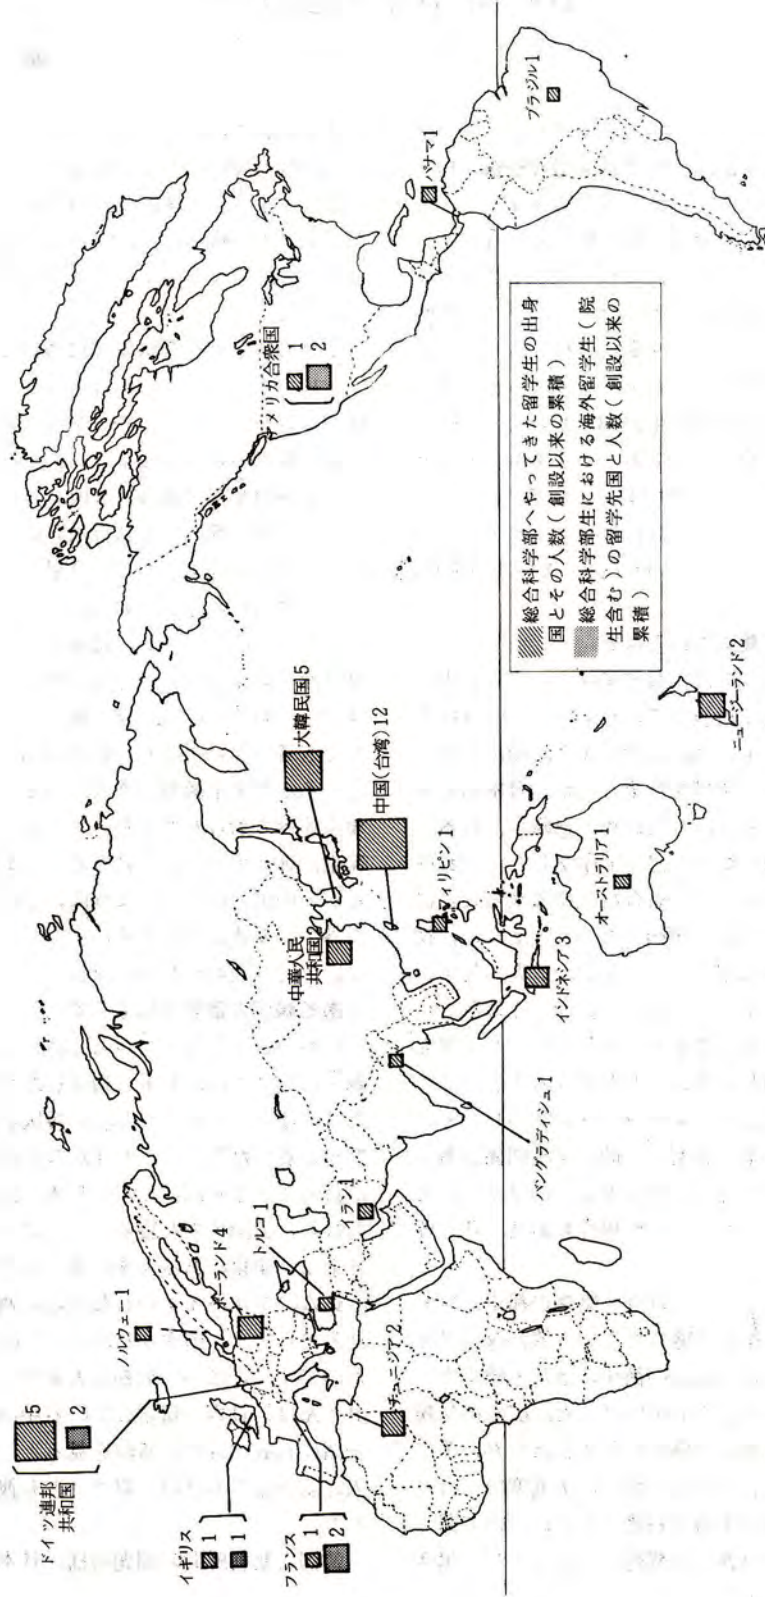 ドイツ連邦
共和国
5
2
イギリス
1
1
フランス
1
2
ノルウェー1
ポーランド4
トルコ1
イラン1
チュニジア2
バングラディシュ1
中華人民
共和国2
大韓民国5
中国(台湾)12
フィリピン1
インドネシア3
オーストラリア1
ニュージーランド2
アメリカ合衆国
1
2
パナマ1
ブラジル1
総合科学部へやってきた留学生の出身
国とその人数(創設以来の累積)
総合科学部生における海外留学生(院
生含む)の留学先国と人数(創設以来の
累積)